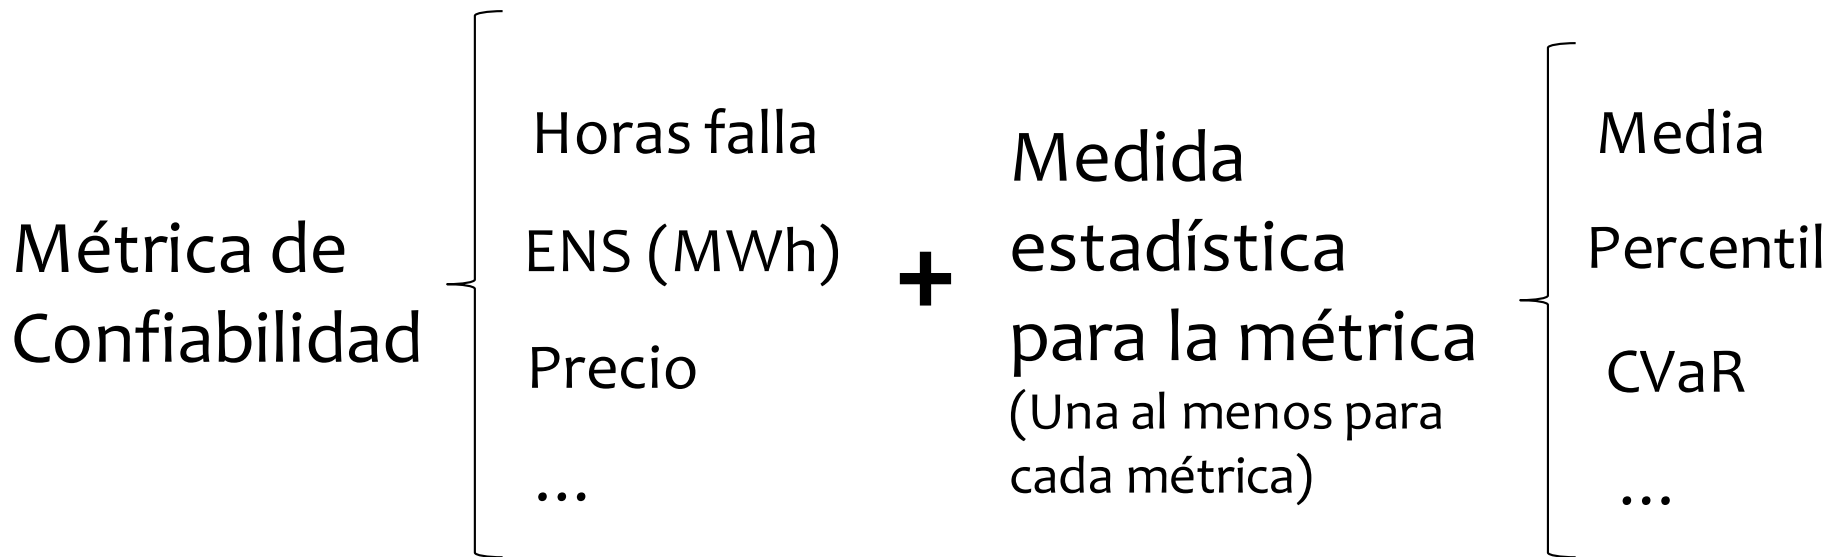 Métrica de
Confiabilidad
Horas falla
ENS (MWh)
Precio
...
+
Medida
estadística
para la métrica
(Una al menos para
cada métrica)
Media
Percentil
CVaR
...